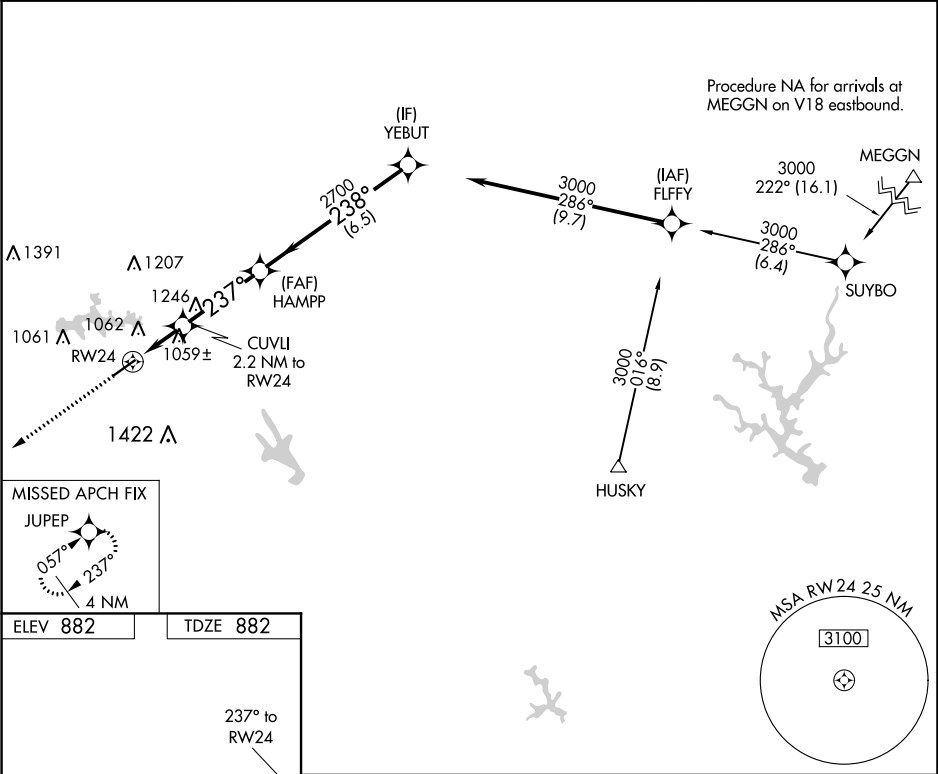 Procedure NA for arrivals at
MEGGN on V18 eastbound.
(IF)
YEBUT
MEGGN
3000
222° (16.1)
(IAF)
FLFFY
3000
286°
(9.7)
3000
286°
(6.4)
SUYBO
2700
238°
(6.5)
1391
1207
(FAF)
HAMPP
237°
1246
1062
1061
1059±
RW24
CUVLI
2.2 NM to
RW24
3000
016°
(8.9)
1422
HUSKY
MISSED APCH FIX
JUPEP
057°
237°
4 NM
MSA RW24 25 NM
3100
ELEV 882
TDZE 882
237° to
RW24